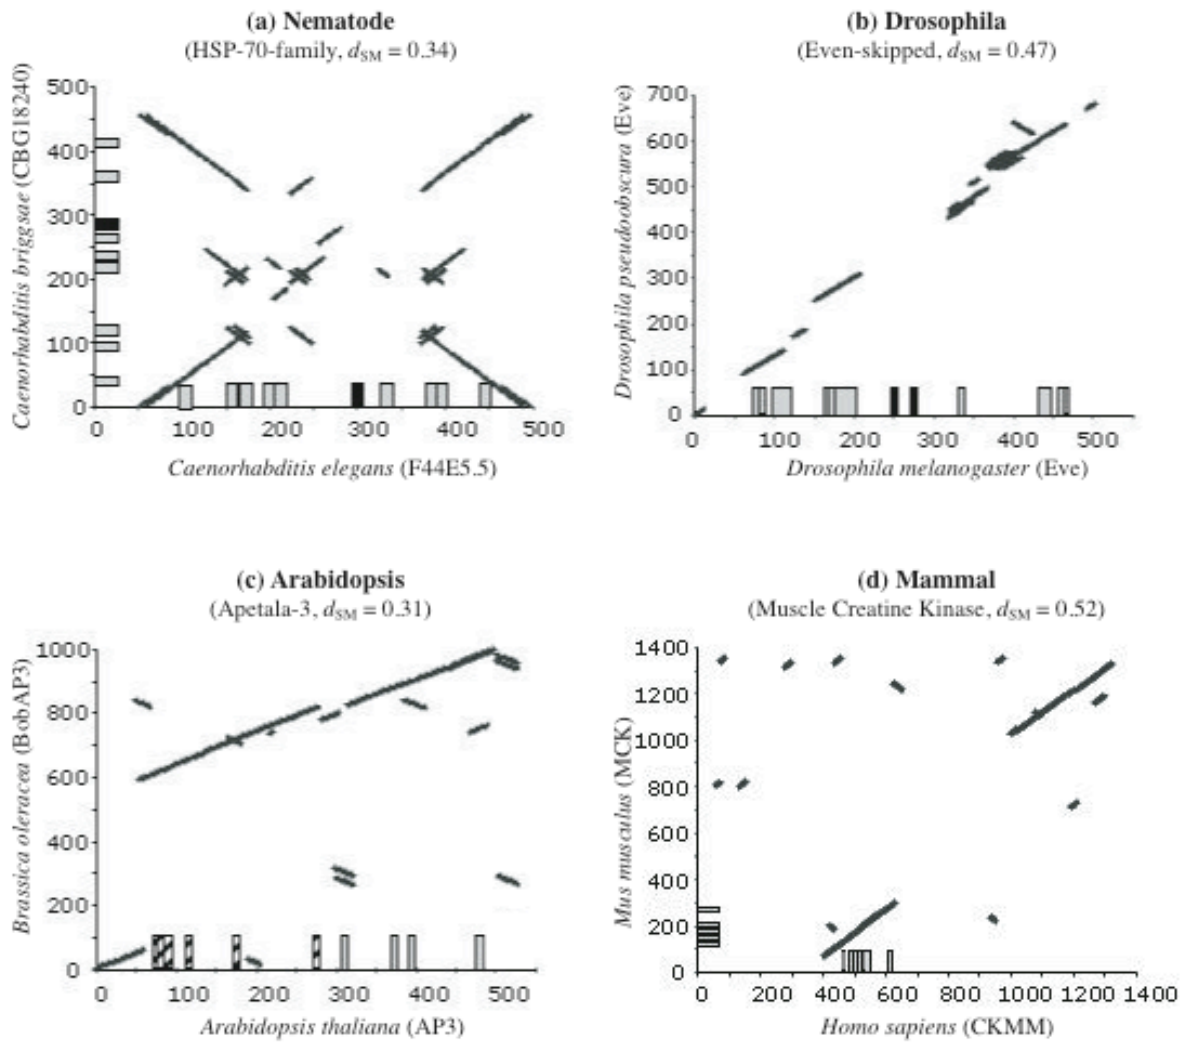 (a) Nematode
(HSP-70-family, dSM = 0.34)
Caenorhabditis briggsae (CBG18240)
500
400
300
200
100
0
0 100 200 300 400 500
Caenorhabditis elegans (F44E5.5)
(b) Drosophila
(Even-skipped, dSM = 0.47)
Drosophila pseudoobscura (Eve)
700
600
500
400
300
200
100
0
0 100 200 300 400 500
Drosophila melanogaster (Eve)
(c) Arabidopsis
(Apetala-3, dSM = 0.31)
Brassica oleracea (BobAP3)
1000
800
600
400
200
0
0 100 200 300 400 500
Arabidopsis thaliana (AP3)
(d) Mammal
(Muscle Creatine Kinase, dSM = 0.52)
Mus musculus (MCK)
1400
1200
1000
800
600
400
200
0
0 200 400 600 800 1000 1200 1400
Homo sapiens (CKMM)